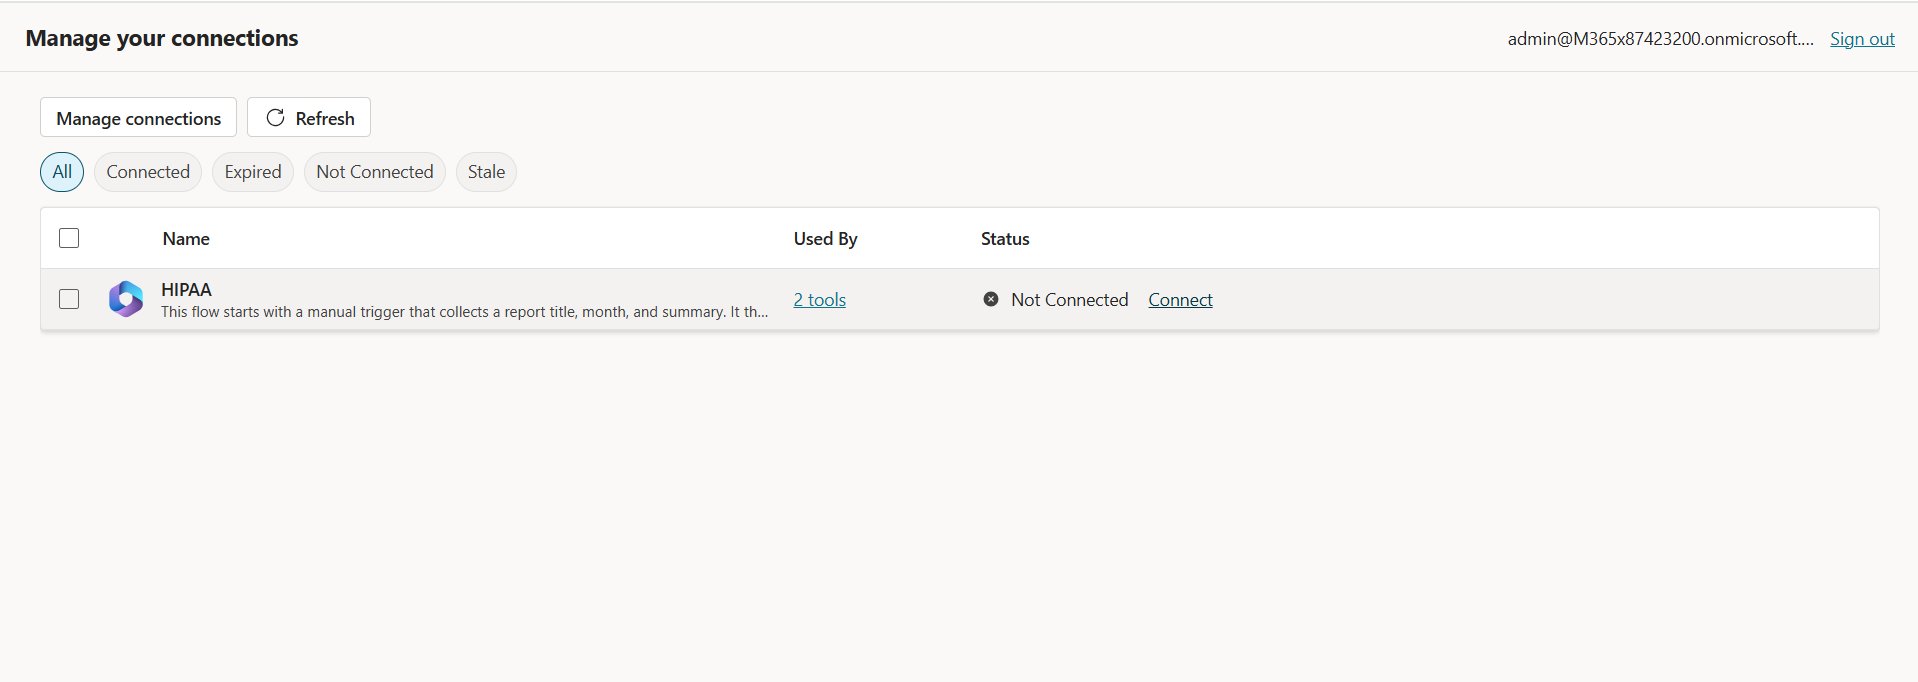 Manage your connections
admin@M365x87423200.onmicrosoft.... Sign out
Manage connections Refresh
All Connected Expired Not Connected Stale
Name Used By Status
HIPAA
This flow starts with a manual trigger that collects a report title, month, and summary. It th...
2 tools Not Connected Connect